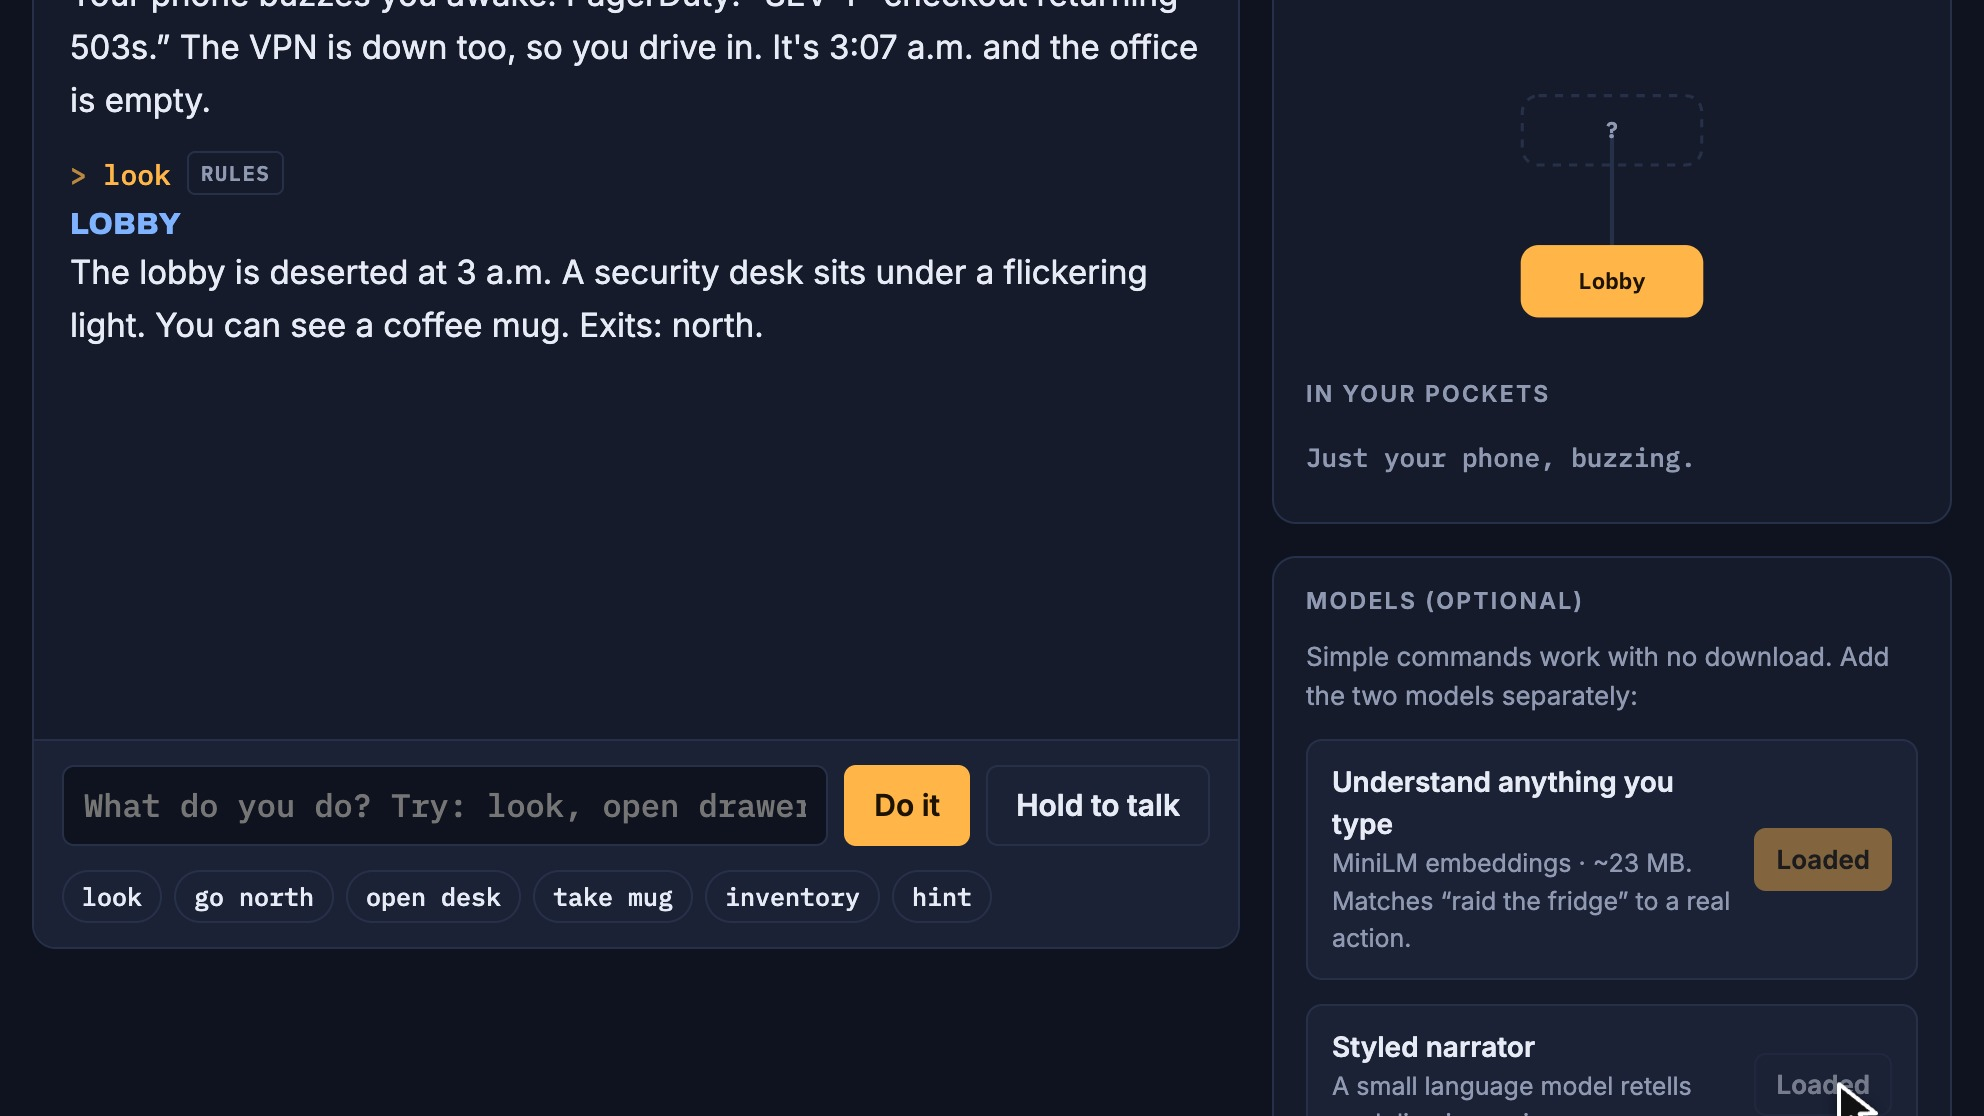 503s.” The VPN is down too, so you drive in. It's 3:07 a.m. and the office
is empty.
> look RULES
LOBBY
The lobby is deserted at 3 a.m. A security desk sits under a flickering
light. You can see a coffee mug. Exits: north.
What do you do? Try: look, open drawer
Do it
Hold to talk
look
go north
open desk
take mug
inventory
hint
?
Lobby
IN YOUR POCKETS
Just your phone, buzzing.
MODELS (OPTIONAL)
Simple commands work with no download. Add
the two models separately:
Understand anything you
type
MiniLM embeddings · ~23 MB.
Matches “raid the fridge” to a real
action.
Loaded
Styled narrator
A small language model retells
Loaded